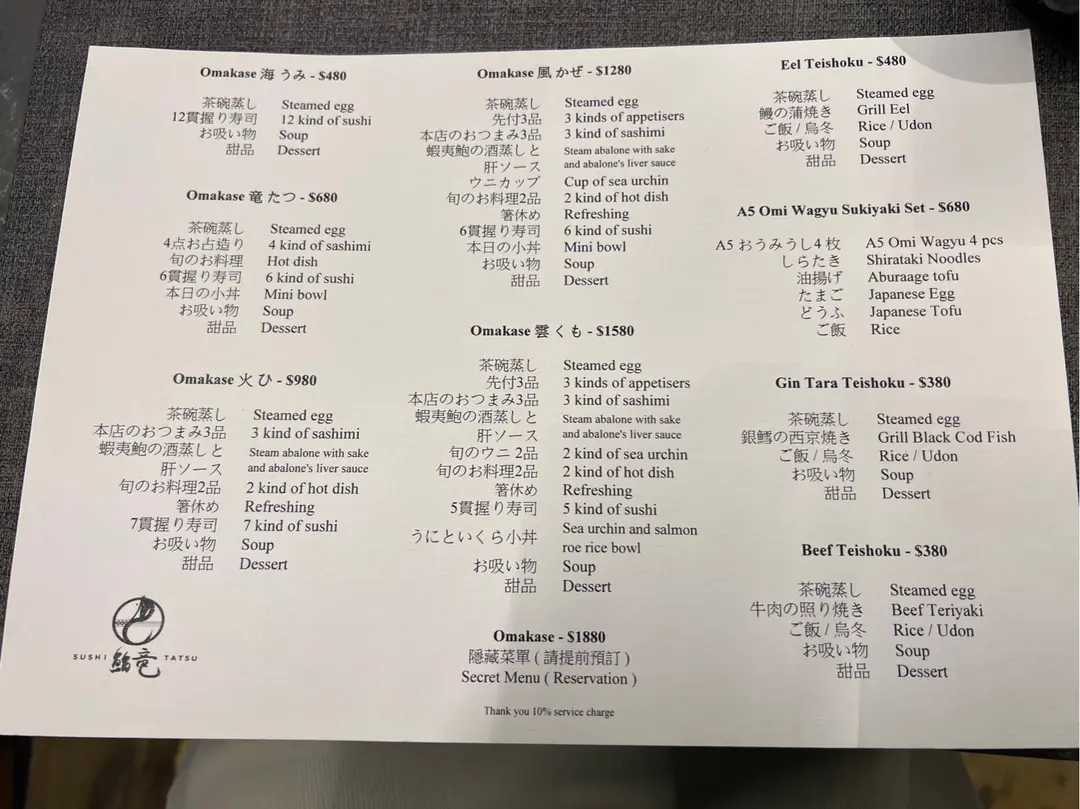 Omakase 海 うみ - $480
茶碗蒸し Steamed egg
12貫握り寿司 12 kind of sushi
お吸い物 Soup
甜品 Dessert
Omakase 竜 たつ - $680
茶碗蒸し Steamed egg
4点お占造り 4 kind of sashimi
旬のお料理 Hot dish
6貫握り寿司 6 kind of sushi
本日の小丼 Mini bowl
お吸い物 Soup
甜品 Dessert
Omakase 火 ひ - $980
茶碗蒸し Steamed egg
本店のおつまみ3品 3 kind of sashimi
蝦夷鮑の酒蒸しと Steam abalone with sake
肝ソース and abalone's liver sauce
旬のお料理2品 2 kind of hot dish
箸休め Refreshing
7貫握り寿司 7 kind of sushi
お吸い物 Soup
甜品 Dessert
SUSHI 鮨竜 TATSU
Omakase 風 かぜ - $1280
茶碗蒸し Steamed egg
先付3品 3 kinds of appetisers
本店のおつまみ3品 3 kind of sashimi
蝦夷鮑の酒蒸しと Steam abalone with sake
肝ソース and abalone's liver sauce
ウニカップ Cup of sea urchin
旬のお料理2品 2 kind of hot dish
箸休め Refreshing
6貫握り寿司 6 kind of sushi
本日の小丼 Mini bowl
お吸い物 Soup
甜品 Dessert
Omakase 雲 くも - $1580
茶碗蒸し Steamed egg
先付3品 3 kinds of appetisers
本店のおつまみ3品 3 kind of sashimi
蝦夷鮑の酒蒸しと Steam abalone with sake
肝ソース and abalone's liver sauce
旬のウニ 2品 2 kind of sea urchin
旬のお料理2品 2 kind of hot dish
箸休め Refreshing
5貫握り寿司 5 kind of sushi
うにといくら小丼 Sea urchin and salmon
roe rice bowl
お吸い物 Soup
甜品 Dessert
Omakase - $1880
隱藏菜單 ( 請提前預訂 )
Secret Menu ( Reservation )
Thank you 10% service charge
Eel Teishoku - $480
茶碗蒸し Steamed egg
鰻の蒲焼き Grill Eel
ご飯 / 烏冬 Rice / Udon
お吸い物 Soup
甜品 Dessert
A5 Omi Wagyu Sukiyaki Set - $680
A5 おうみうし4 枚 A5 Omi Wagyu 4 pcs
しらたき Shirataki Noodles
油揚げ Aburaage tofu
たまご Japanese Egg
どうふ Japanese Tofu
ご飯 Rice
Gin Tara Teishoku - $380
茶碗蒸し Steamed egg
銀鱈の西京焼き Grill Black Cod Fish
ご飯 / 烏冬 Rice / Udon
お吸い物 Soup
甜品 Dessert
Beef Teishoku - $380
茶碗蒸し Steamed egg
牛肉の照り焼き Beef Teriyaki
ご飯 / 烏冬 Rice / Udon
お吸い物 Soup
甜品 Dessert